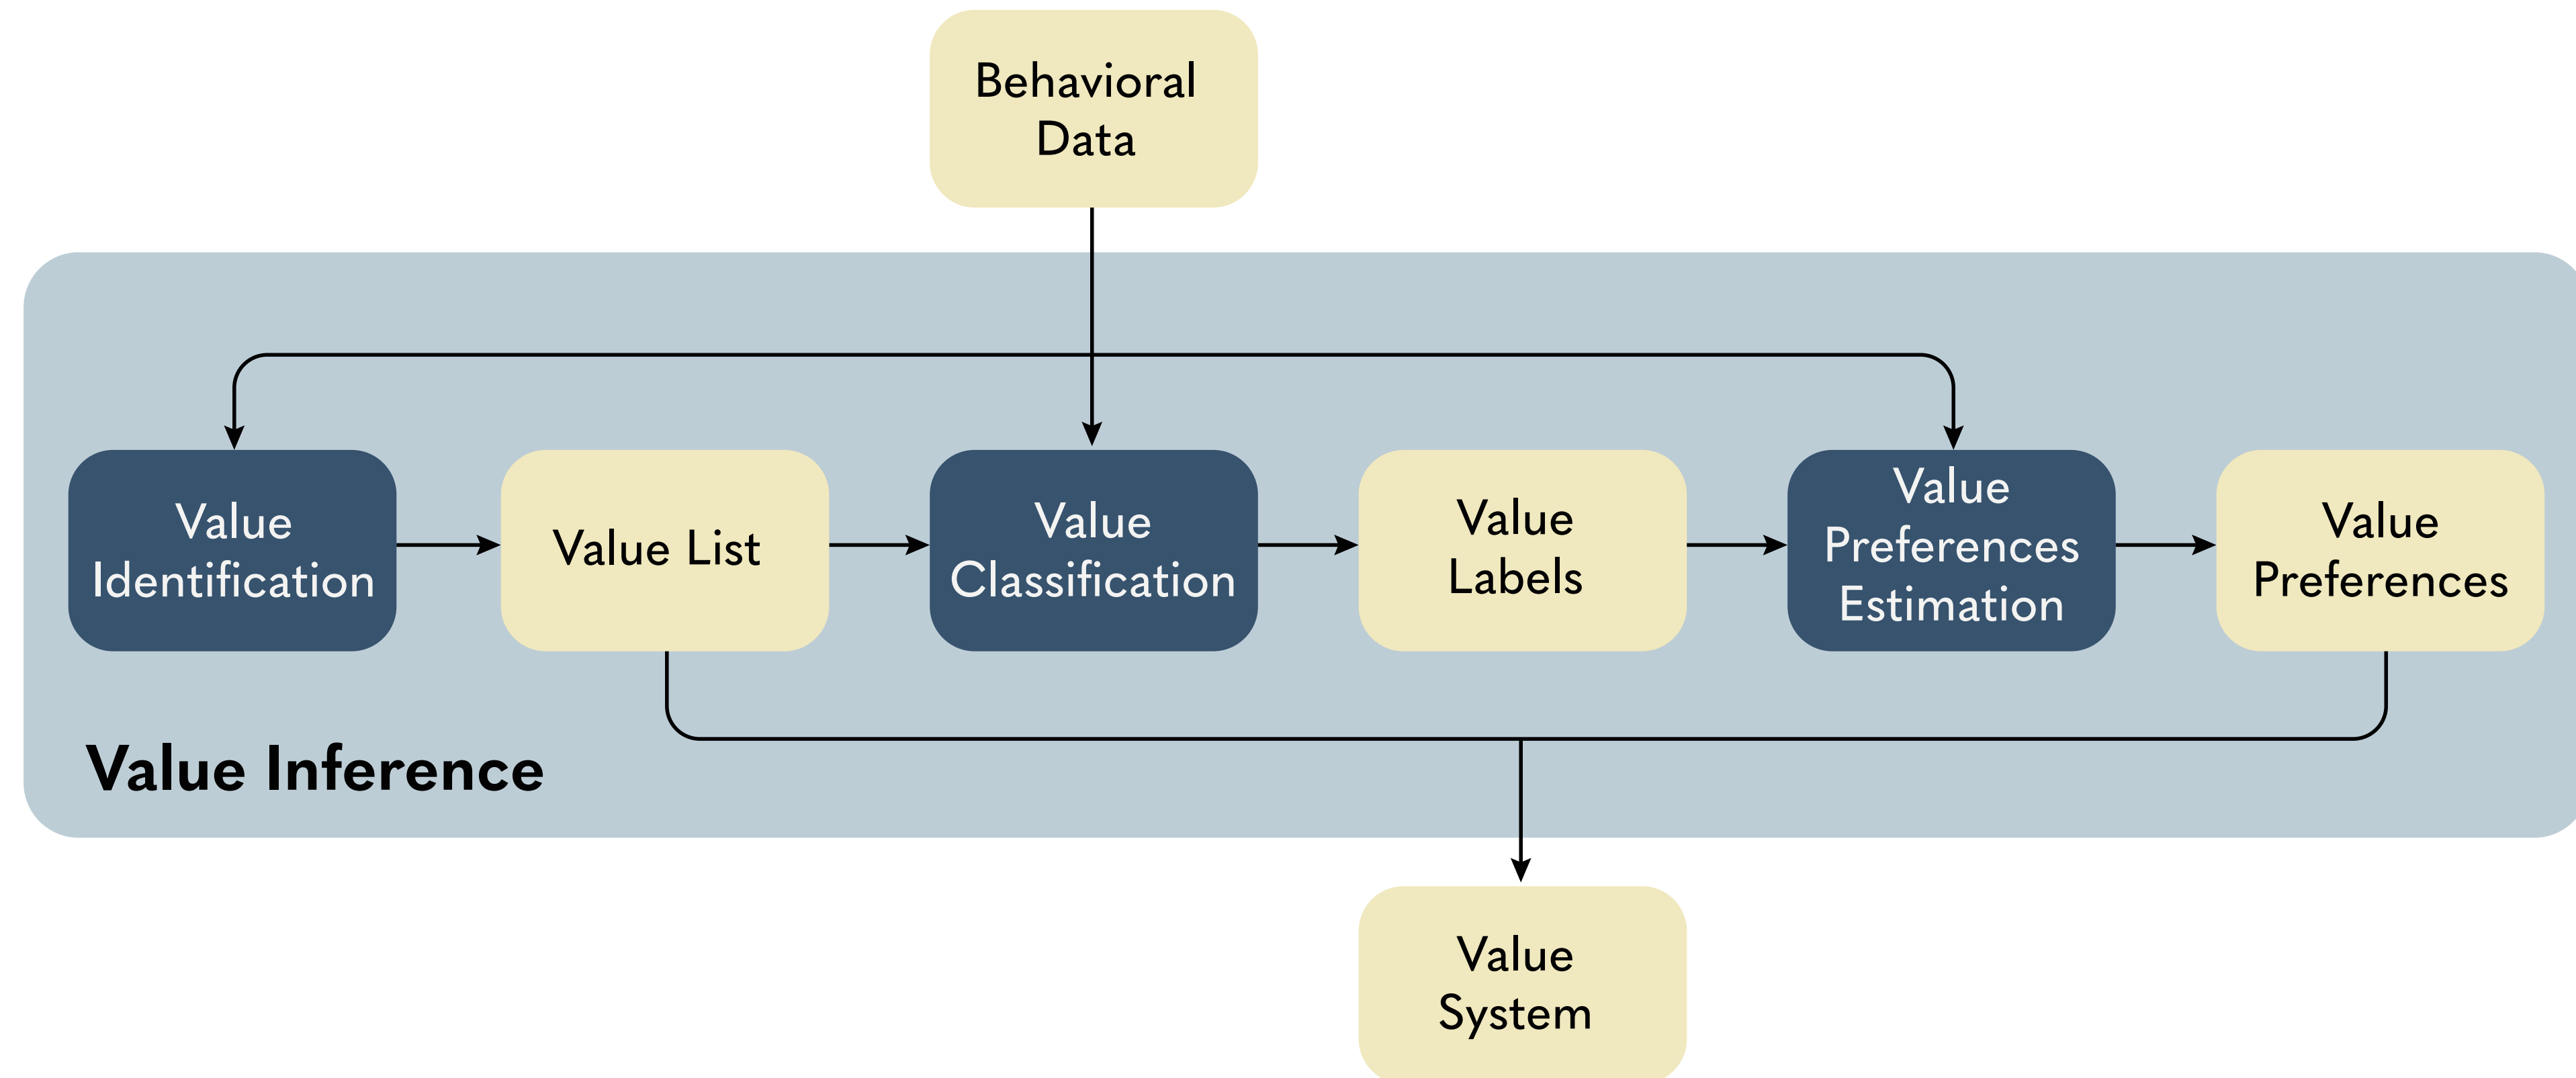 Behavioral
Data
Value
Identification
Value List
Value
Classification
Value
Labels
Value
Preferences
Estimation
Value
Preferences
Value Inference
Value
System